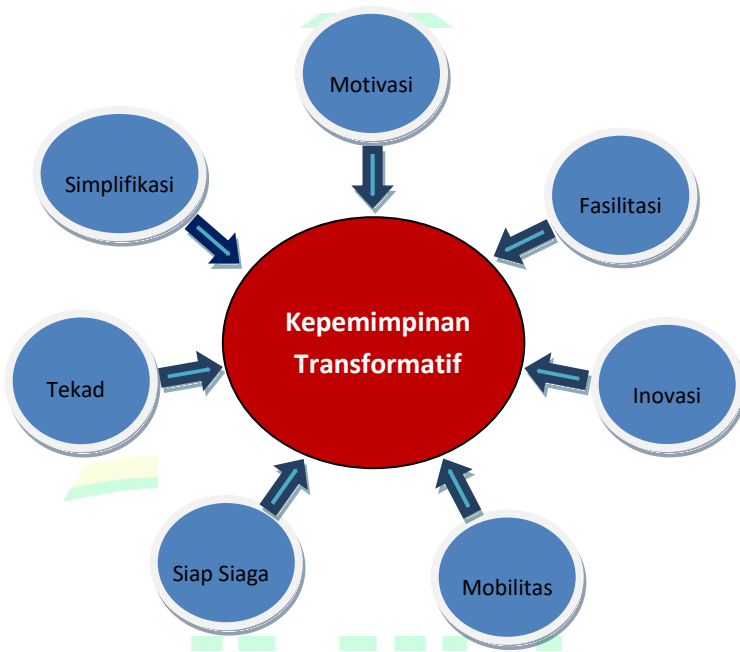 Motivasi
Simplifikasi
Fasilitasi
Kepemimpinan
Transformatif
Tekad
Inovasi
Siap Siaga
Mobilitas